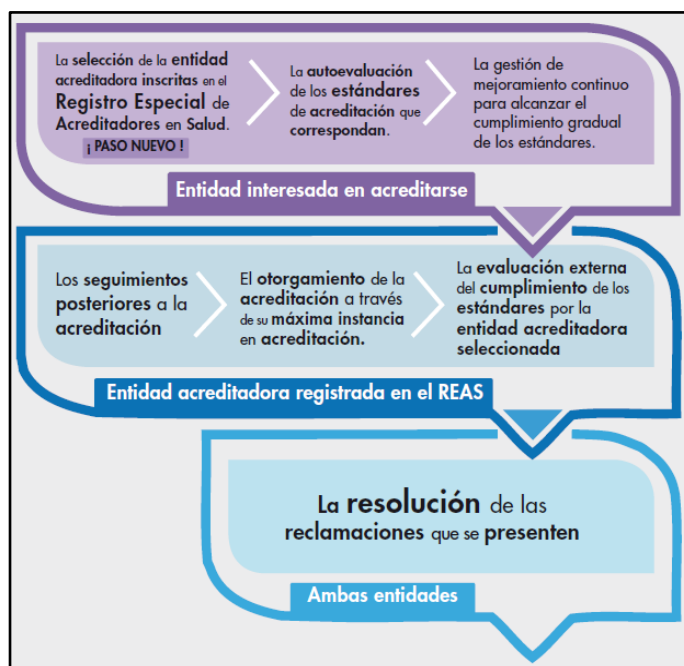 La selección de la entidad
acreditadora inscritas en el
Registro Especial de
Acreditadores en Salud.
¡ PASO NUEVO !
La autoevaluación
de los estándares
de acreditación que
correspondan.
La gestión de
mejoramiento continuo
para alcanzar el
cumplimiento gradual
de los estándares.
Entidad interesada en acreditarse
Los seguimientos
posteriores a la
acreditación
El otorgamiento de la
acreditación a través
de su máxima instancia
en acreditación.
La evaluación externa
del cumplimiento de los
estándares por la
entidad acreditadora
seleccionada
Entidad acreditadora registrada en el REAS
La resolución de las
reclamaciones que se presenten
Ambas entidades